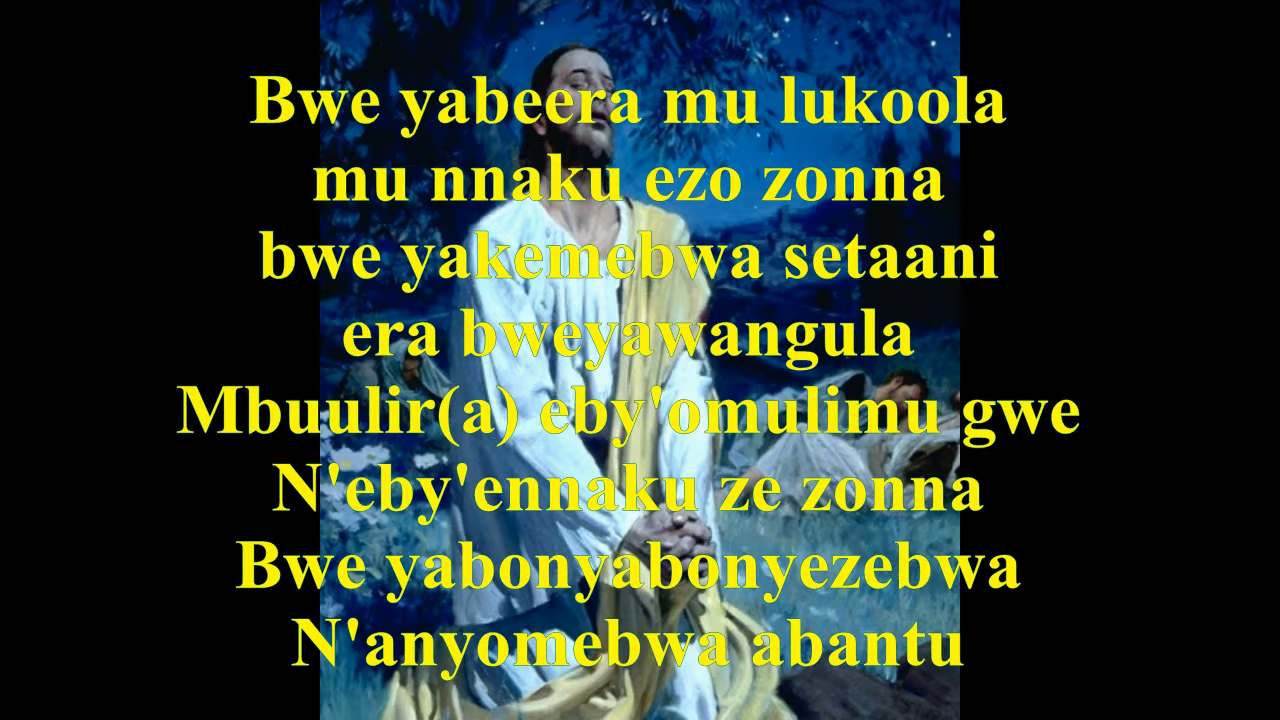 Bwe yabeera mu lukoola
mu nnaku ezo zonna
bwe yakemebwa setaani
era bweyawangula
Mbuulir(a) eby'omulimu gwe
N'eby'ennaku ze zonna
Bwe yabonyabonyezebwa
N'anyomebwa abantu